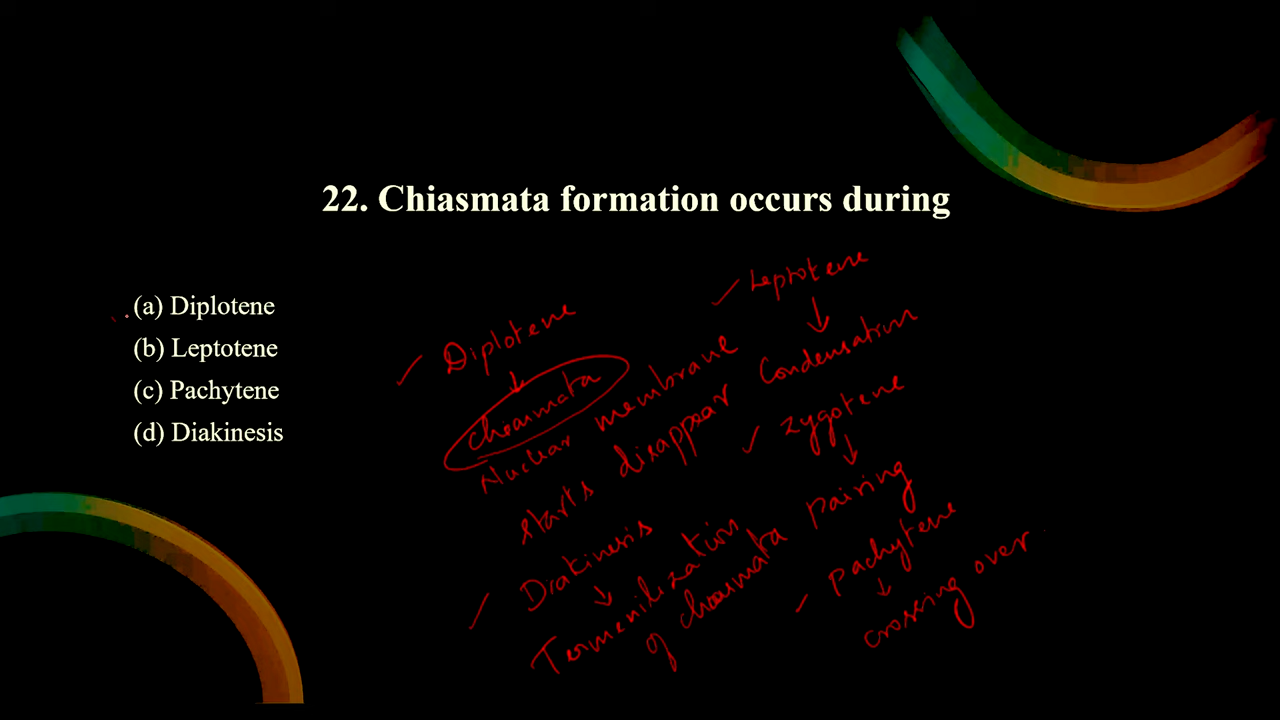 22. Chiasmata formation occurs during
(a) Diplotene
(b) Leptotene
(c) Pachytene
(d) Diakinesis
Leptotene
Condensation
Zygotene
pairing
pachytene
crossing over
Diplotene
chiasmata
Nuclear membrane
starts disappear
Diakinesis
Termenilization
of chiasmata